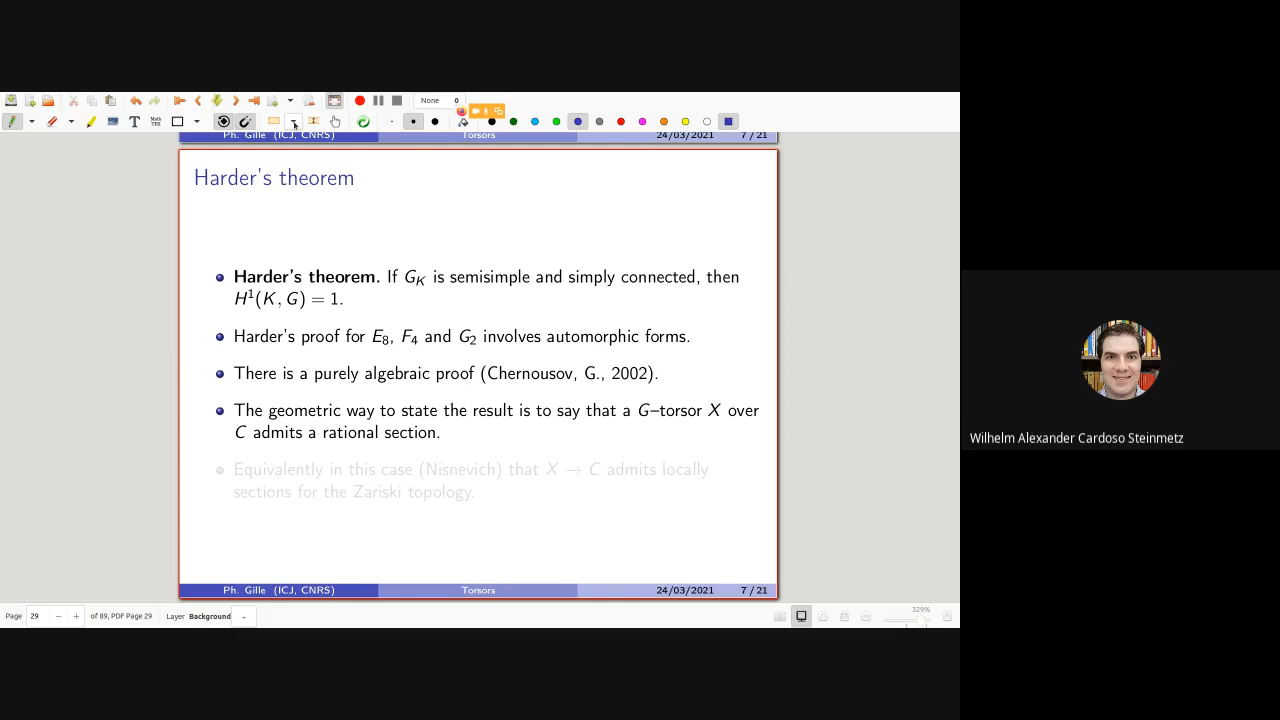 None 0
T Math TEX
Ph. Gille (ICJ, CNRS) Torsors 24/03/2021 7 / 21
Harder's theorem
Harder's theorem. If G_K is semisimple and simply connected, then
H^1(K, G) = 1.
Harder's proof for E_8, F_4 and G_2 involves automorphic forms.
There is a purely algebraic proof (Chernousov, G., 2002).
The geometric way to state the result is to say that a G–torsor X over
C admits a rational section.
Equivalently in this case (Nisnevich) that X → C admits locally
sections for the Zariski topology.
Ph. Gille (ICJ, CNRS) Torsors 24/03/2021 7 / 21
Page 29 − + of 89, PDF Page 29 Layer Background 329%
Wilhelm Alexander Cardoso Steinmetz